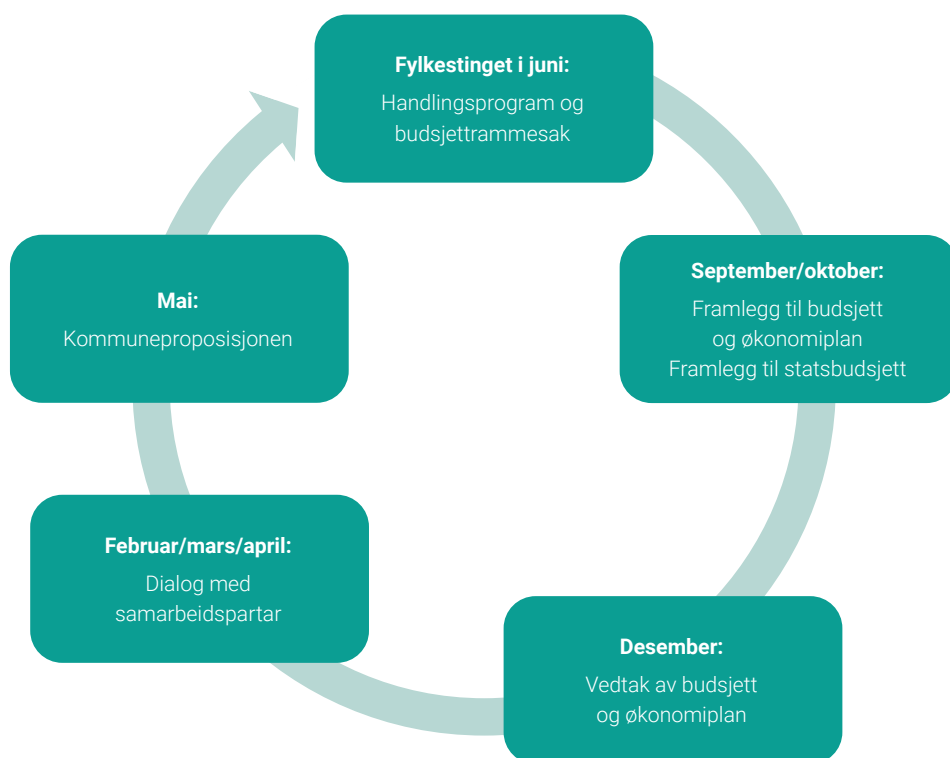 Fylkestinget i juni:
Handlingsprogram og
budsjettrammesak
September/oktober:
Framlegg til budsjett
og økonomiplan
Framlegg til statsbudsjett
Desember:
Vedtak av budsjett
og økonomiplan
Februar/mars/april:
Dialog med
samarbeidspartar
Mai:
Kommuneproposisjonen